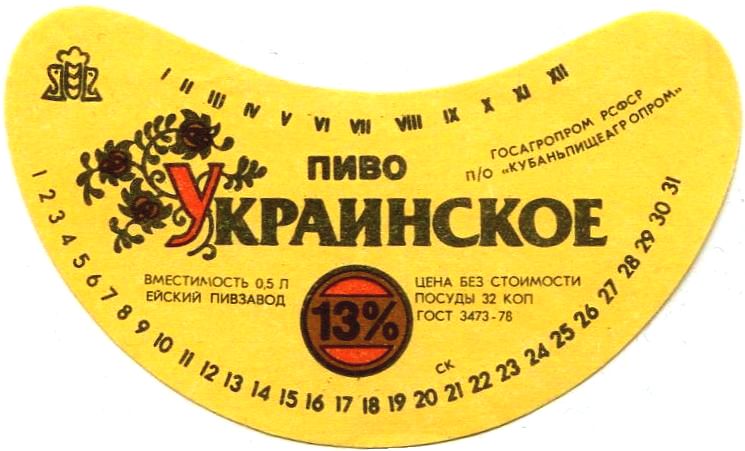 I II III IV V VI VII VIII IX X XI XII
ГОСАГРОПРОМ РСФСР
П/О «КУБАНЬПИЩЕАГРОПРОМ»
ПИВО
УКРАИНСКОЕ
ВМЕСТИМОСТЬ 0,5 Л
ЕЙСКИЙ ПИВЗАВОД
13%
ЦЕНА БЕЗ СТОИМОСТИ
ПОСУДЫ 32 КОП
ГОСТ 3473-78
СК
1 2 3 4 5 6 7 8 9 10 11 12 13 14 15 16 17 18 19 20 21 22 23 24 25 26 27 28 29 30 31